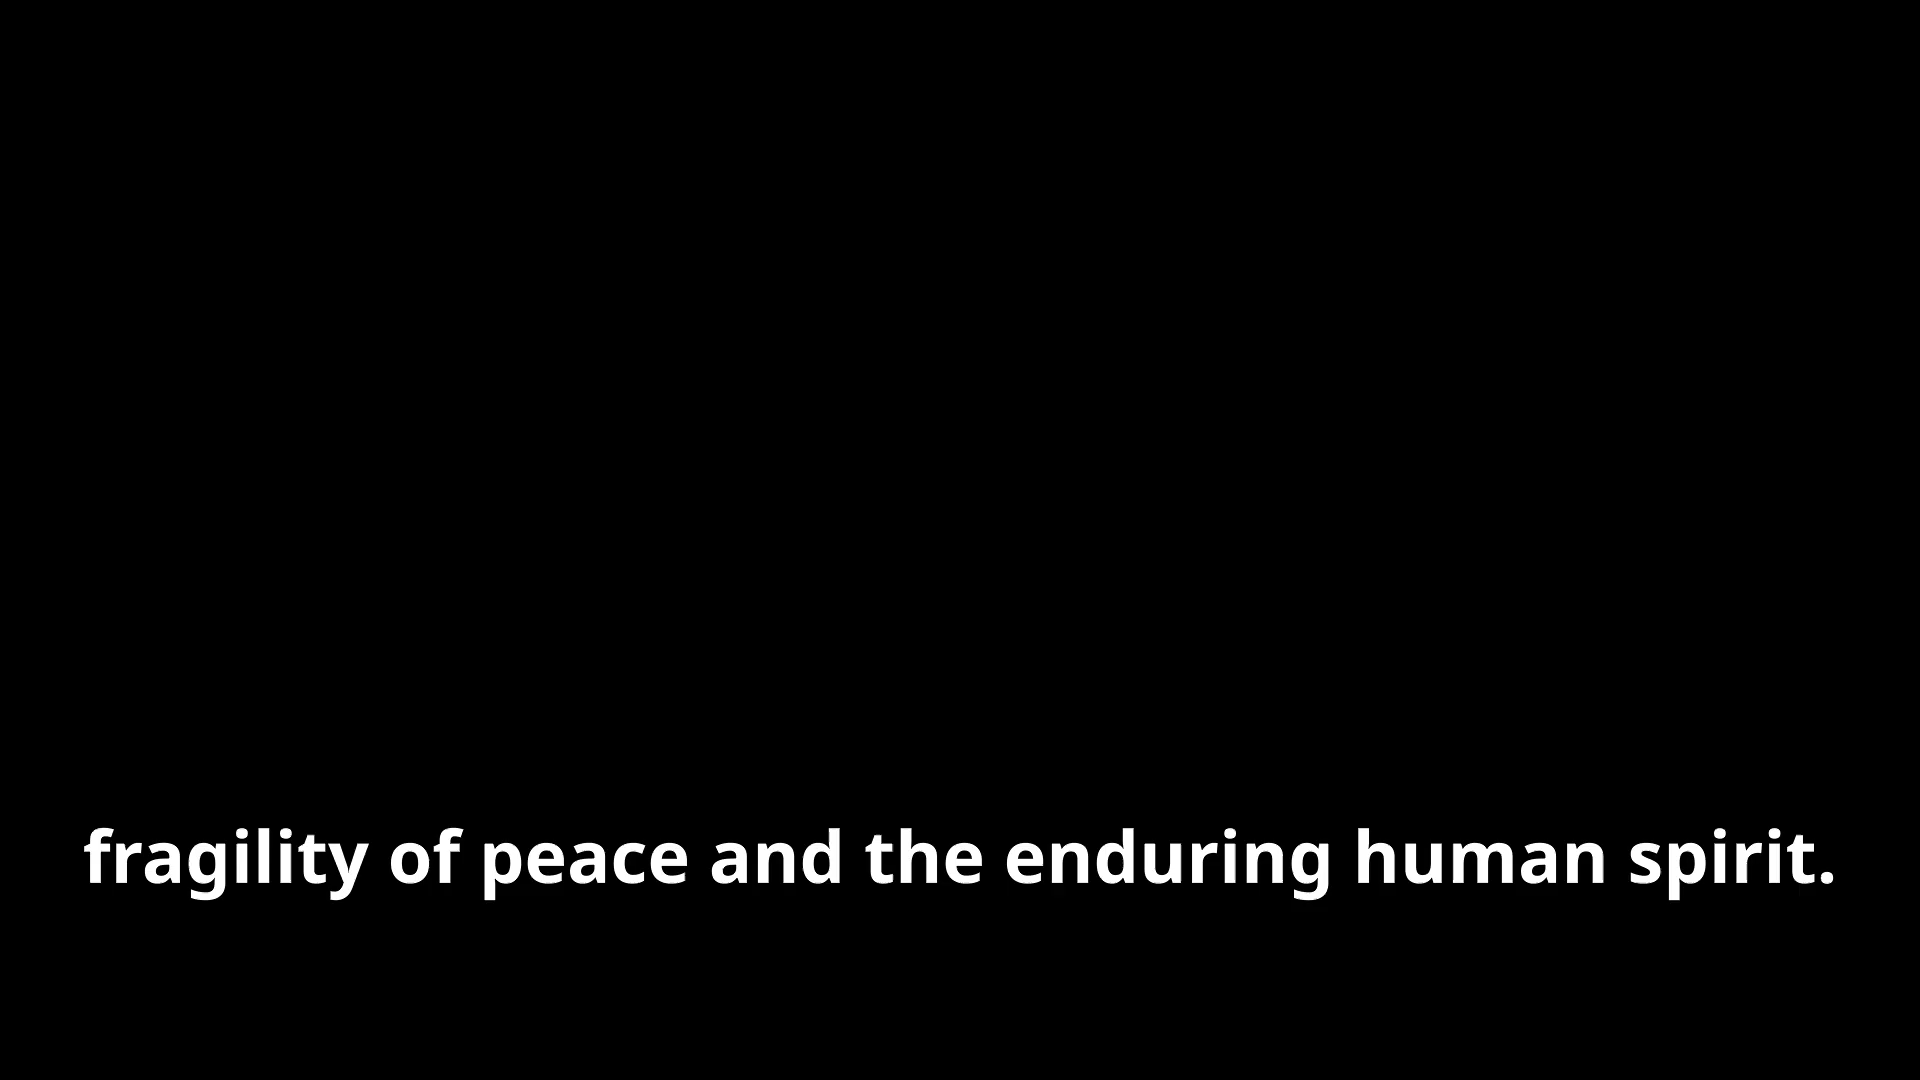 fragility of peace and the enduring human spirit.